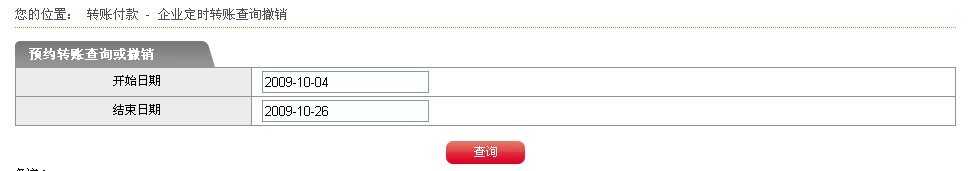 您的位置： 转账付款 - 企业定时转账查询撤销
预约转账查询或撤销
开始日期 2009-10-04
结束日期 2009-10-26
查询